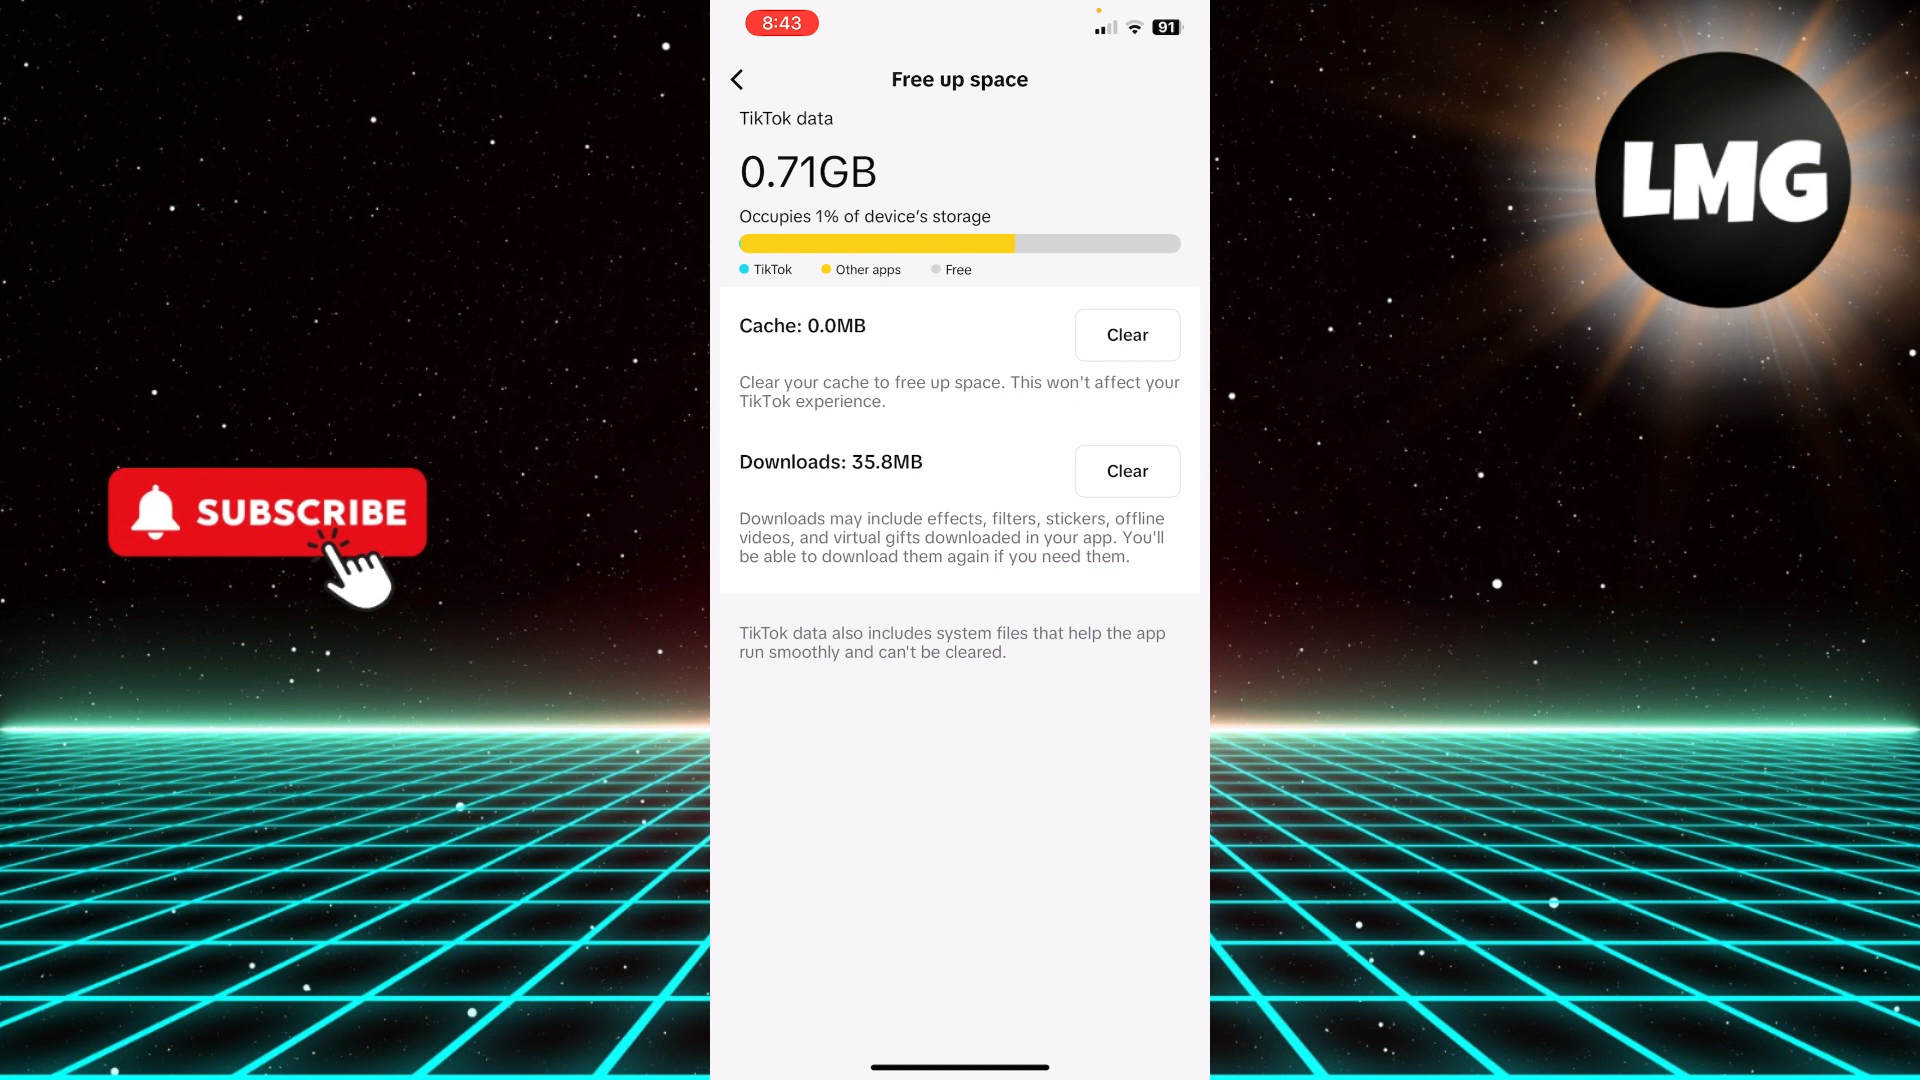 8:43
91
Free up space
TikTok data
0.71GB
Occupies 1% of device’s storage
TikTok
Other apps
Free
Cache: 0.0MB
Clear
Clear your cache to free up space. This won't affect your
TikTok experience.
Downloads: 35.8MB
Clear
Downloads may include effects, filters, stickers, offline
videos, and virtual gifts downloaded in your app. You'll
be able to download them again if you need them.
TikTok data also includes system files that help the app
run smoothly and can't be cleared.
SUBSCRIBE
LMG